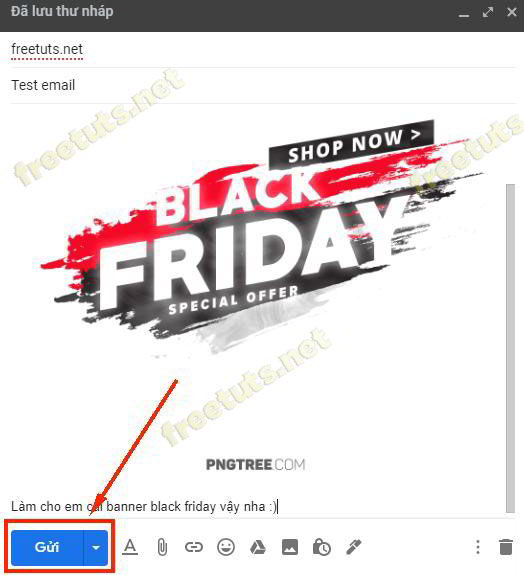 Đã lưu thư nháp
freetuts.net
Test email
freetuts.net
SHOP NOW >
freetuts.net
BLACK
FRIDAY
SPECIAL OFFER
freetuts.net
PNGTREE.COM
Làm cho em cái banner black friday vậy nha :)
Gửi
A